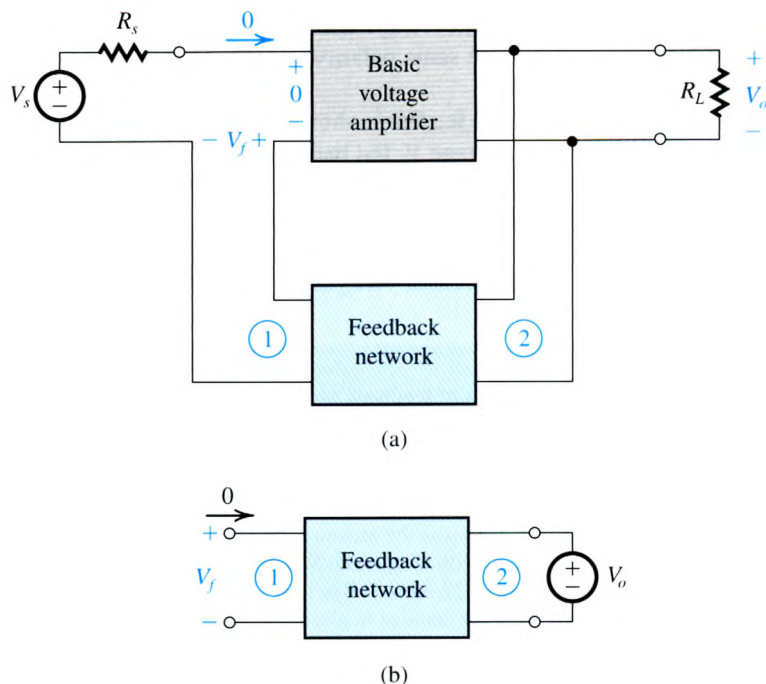 R_s
0
Basic
voltage
amplifier
+
0
−
V_s
+
−
R_L
+
V_o
−
− V_f +
1
Feedback
network
2
(a)
0
+
V_f
−
1
Feedback
network
2
+
−
V_o
(b)